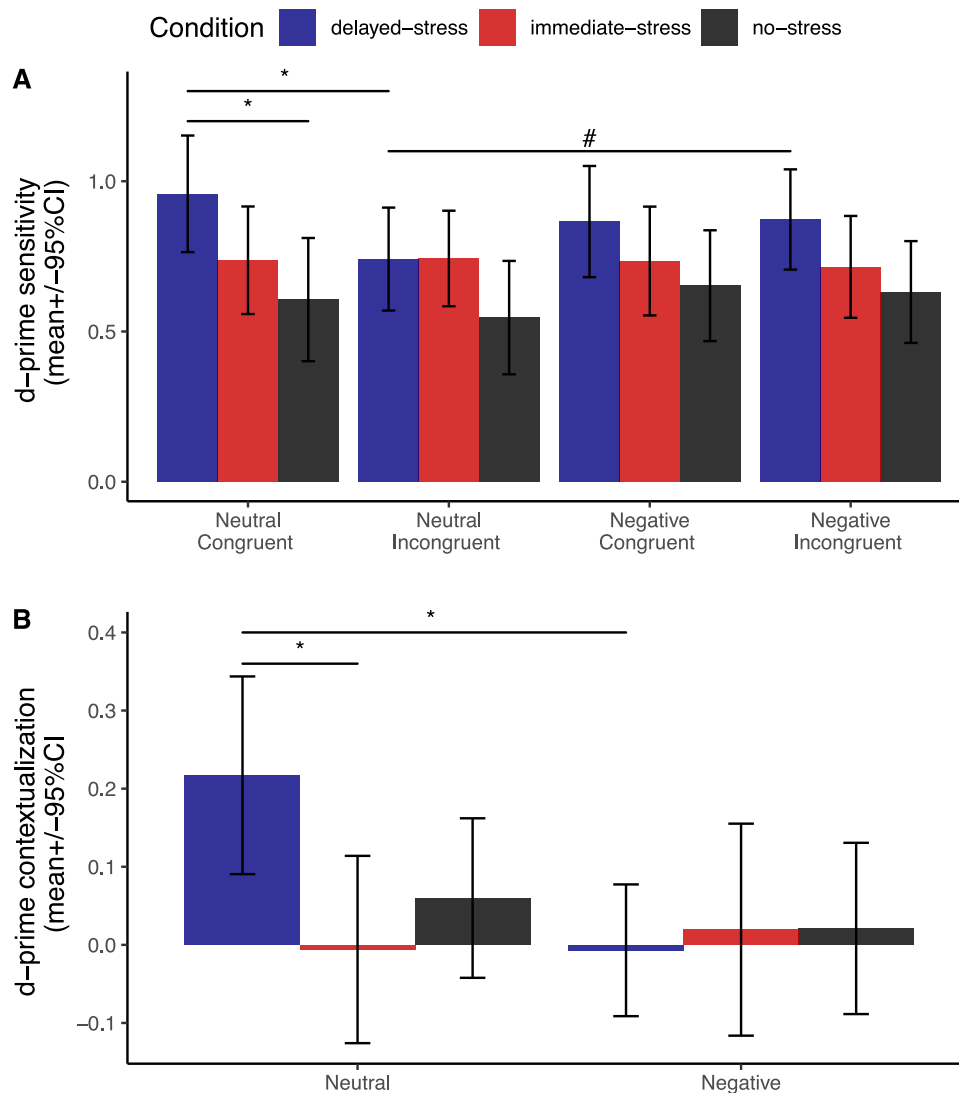 Condition delayed−stress immediate−stress no−stress
A
*
*
#
d−prime sensitivity
(mean+/−95%CI)
1.0
0.5
0.0
Neutral
Congruent
Neutral
Incongruent
Negative
Congruent
Negative
Incongruent
B
*
*
d−prime contextualization
(mean+/−95%CI
0.4
0.3
0.2
0.1
0.0
−0.1
Neutral
Negative